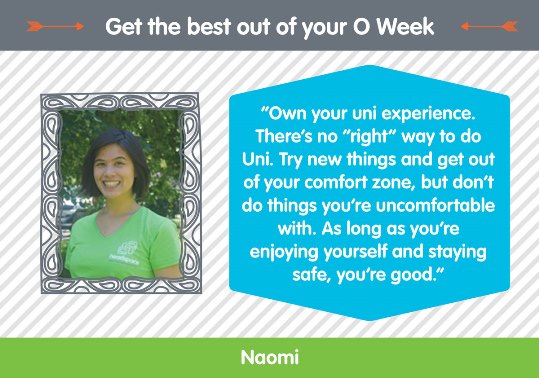 Get the best out of your O Week
“Own your uni experience.
There’s no “right” way to do
Uni. Try new things and get out
of your comfort zone, but don’t
do things you’re uncomfortable
with. As long as you’re
enjoying yourself and staying
safe, you’re good.”
headspace
Naomi